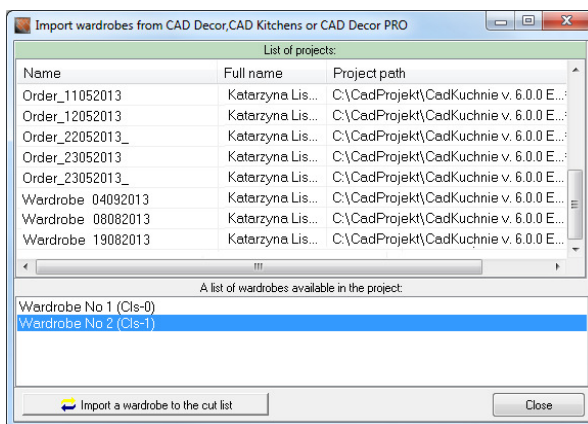 Import wardrobes from CAD Decor,CAD Kitchens or CAD Decor PRO
List of projects:
Name Full name Project path
Order_11052013 Katarzyna Lis... C:\CadProjekt\CadKuchnie v. 6.0.0 E...
Order_12052013 Katarzyna Lis... C:\CadProjekt\CadKuchnie v. 6.0.0 E...
Order_22052013_ Katarzyna Lis... C:\CadProjekt\CadKuchnie v. 6.0.0 E...
Order_23052013 Katarzyna Lis... C:\CadProjekt\CadKuchnie v. 6.0.0 E...
Order_23052013_ Katarzyna Lis... C:\CadProjekt\CadKuchnie v. 6.0.0 E...
Wardrobe 04092013 Katarzyna Lis... C:\CadProjekt\CadKuchnie v. 6.0.0 E...
Wardrobe 08082013 Katarzyna Lis... C:\CadProjekt\CadKuchnie v. 6.0.0 E...
Wardrobe 19082013 Katarzyna Lis... C:\CadProjekt\CadKuchnie v. 6.0.0 E...
A list of wardrobes available in the project:
Wardrobe No 1 (Cls-0)
Wardrobe No 2 (Cls-1)
Import a wardrobe to the cut list Close